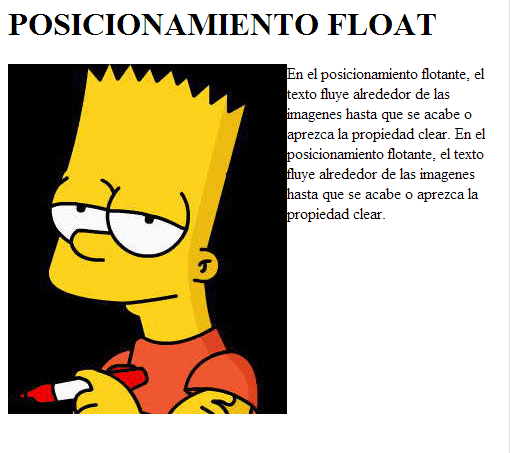 POSICIONAMIENTO FLOAT
En el posicionamiento flotante, el
texto fluye alrededor de las
imagenes hasta que se acabe o
aprezca la propiedad clear. En el
posicionamiento flotante, el texto
fluye alrededor de las imagenes
hasta que se acabe o aprezca la
propiedad clear.